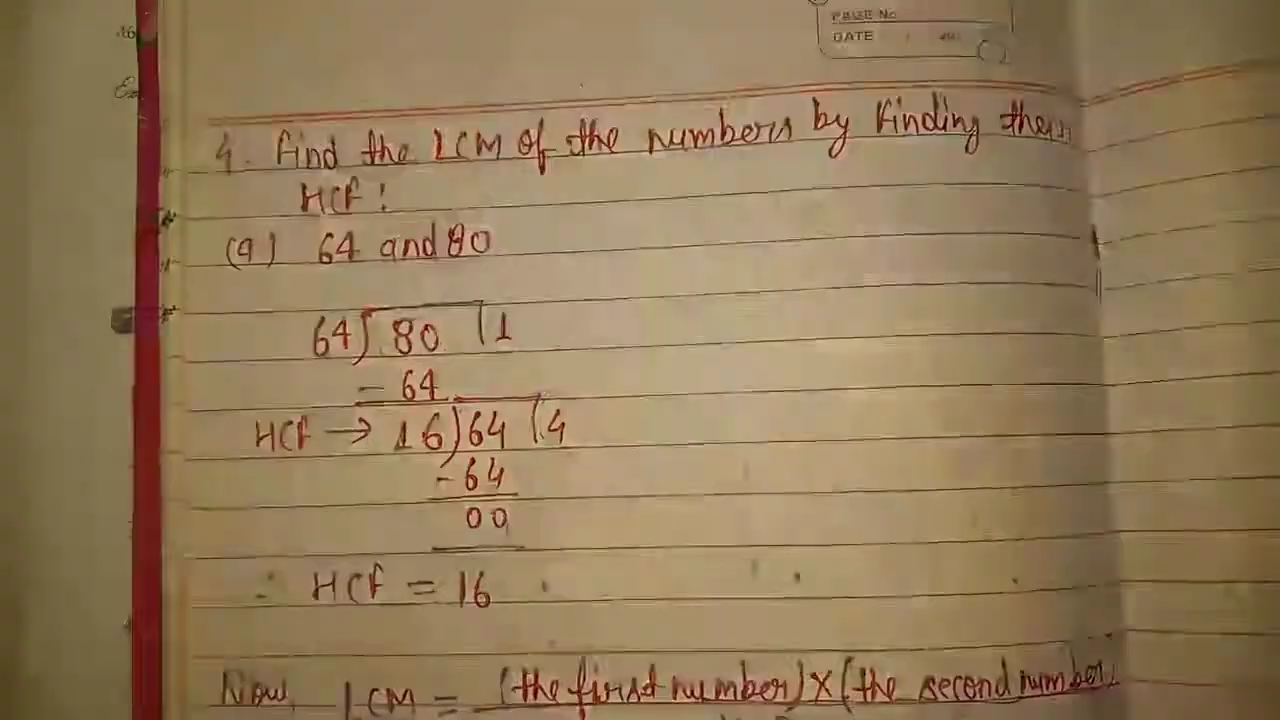 PAGE No
DATE
4. Find the LCM of the numbers by Finding their
HCF:
(a) 64 and 80
64) 80 (1
- 64
HCF → 16) 64 (4
- 64
00
∴ HCF = 16
Now, LCM = (the first number) × (the second number)